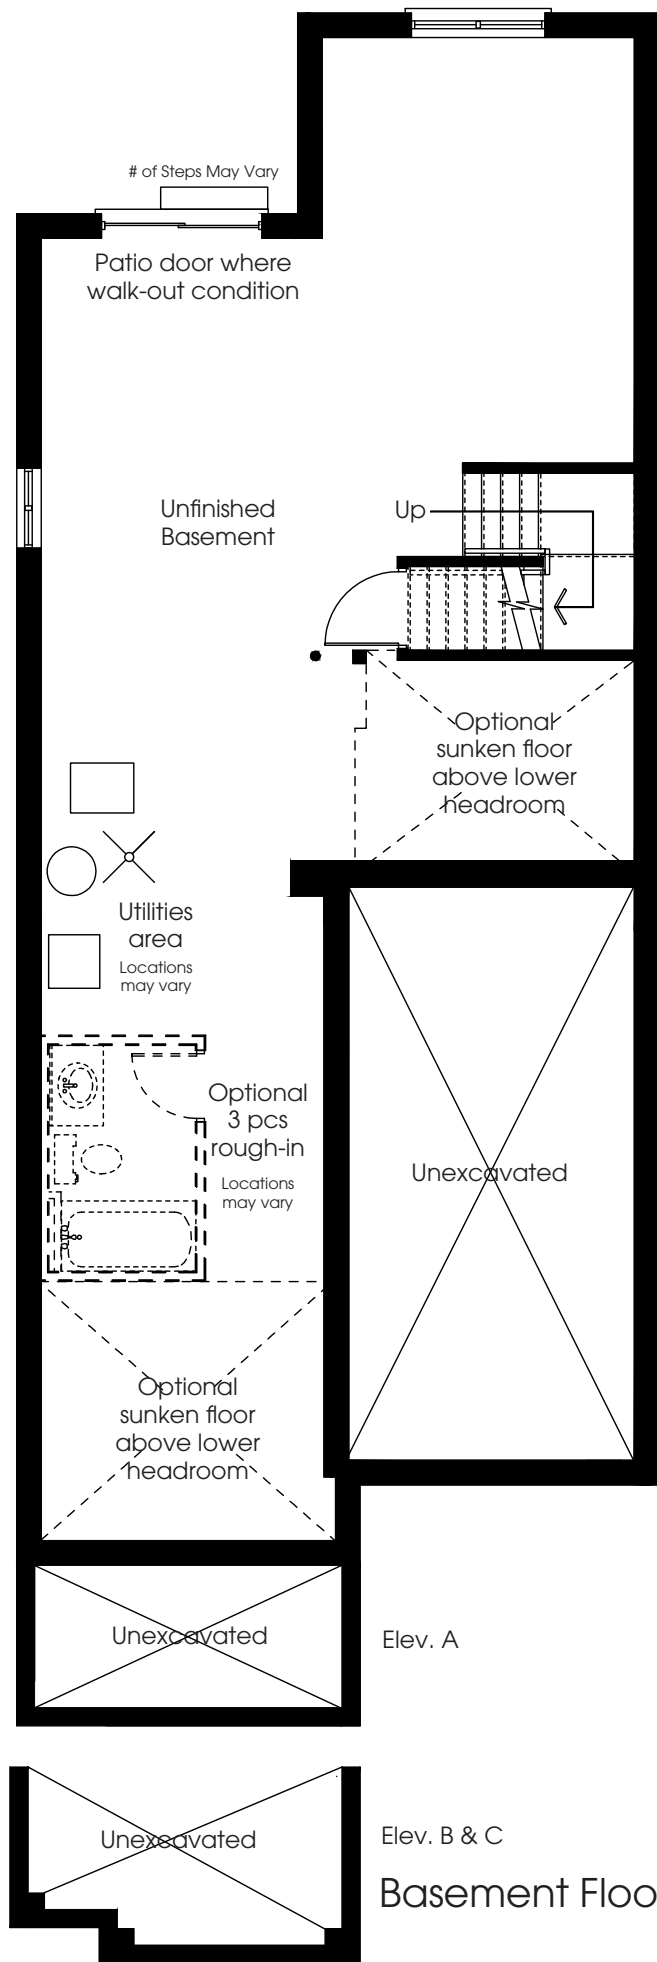 # of Steps May Vary
Patio door where
walk-out condition
Unfinished
Basement
Up
Optional
sunken floor
above lower
headroom
Utilities
area
Locations
may vary
Optional
3 pcs
rough-in
Locations
may vary
Unexcavated
Optional
sunken floor
above lower
headroom
Unexcavated
Elev. A
Unexcavated
Elev. B & C
Basement Floo